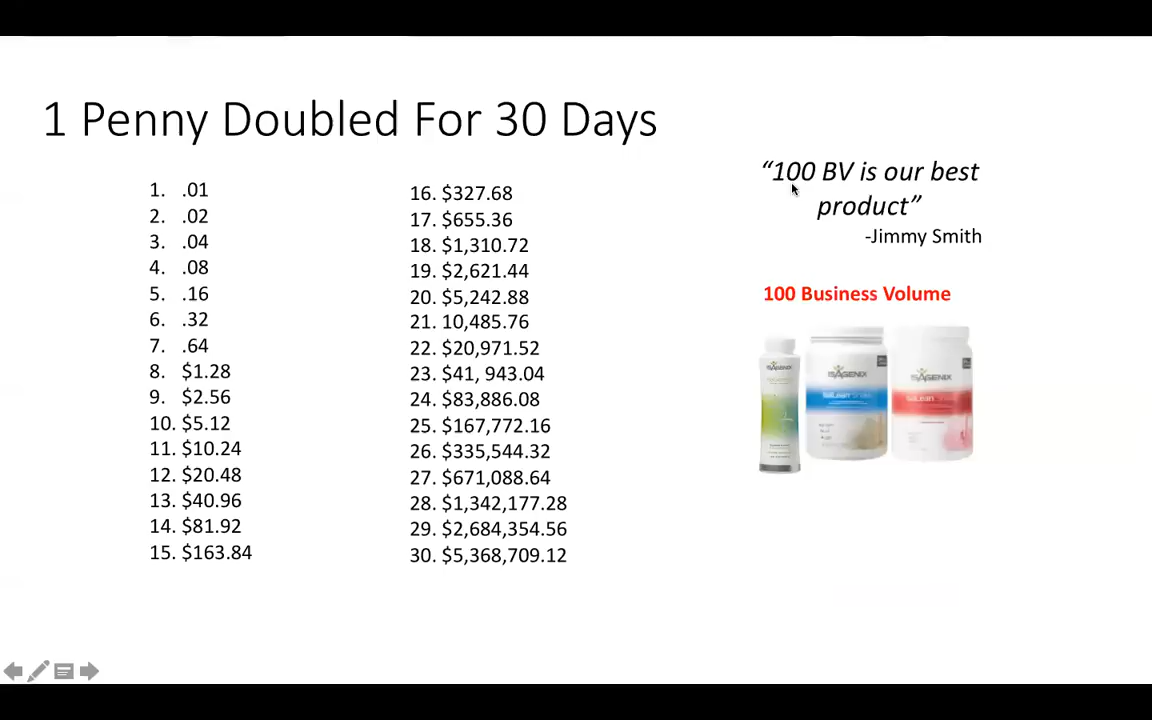 1 Penny Doubled For 30 Days
1. .01
2. .02
3. .04
4. .08
5. .16
6. .32
7. .64
8. $1.28
9. $2.56
10. $5.12
11. $10.24
12. $20.48
13. $40.96
14. $81.92
15. $163.84
16. $327.68
17. $655.36
18. $1,310.72
19. $2,621.44
20. $5,242.88
21. 10,485.76
22. $20,971.52
23. $41, 943.04
24. $83,886.08
25. $167,772.16
26. $335,544.32
27. $671,088.64
28. $1,342,177.28
29. $2,684,354.56
30. $5,368,709.12
“100 BV is our best
product”
-Jimmy Smith
100 Business Volume
ISAGENIX
ISAGENIX
IsaLean
ISAGENIX
IsaLean